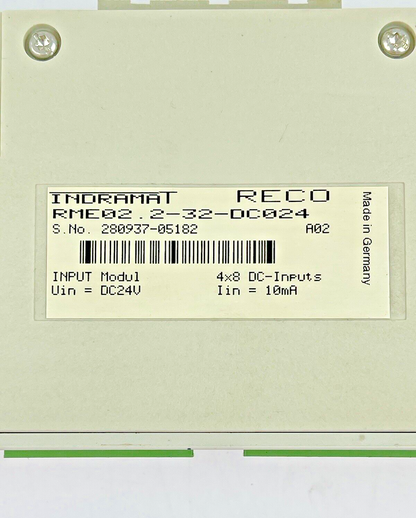 INDRAMAT RECO
RME02.2-32-DC024
S.No. 280937-05182 A02
INPUT Modul 4x8 DC-Inputs
Uin = DC24V Iin = 10mA
Made in Germany